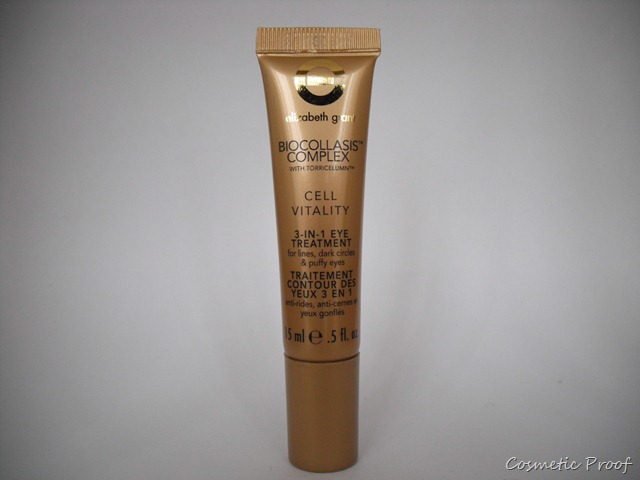 elizabeth grant
BIOCOLLASIS™
COMPLEX
WITH TORRICELUMN™
CELL
VITALITY
3-IN-1 EYE
TREATMENT
for lines, dark circles
& puffy eyes
TRAITEMENT
CONTOUR DES
YEUX 3 EN 1
anti-rides, anti-cernes et
yeux gonflés
15 ml ℮ .5 fl. oz.
Cosmetic Proof